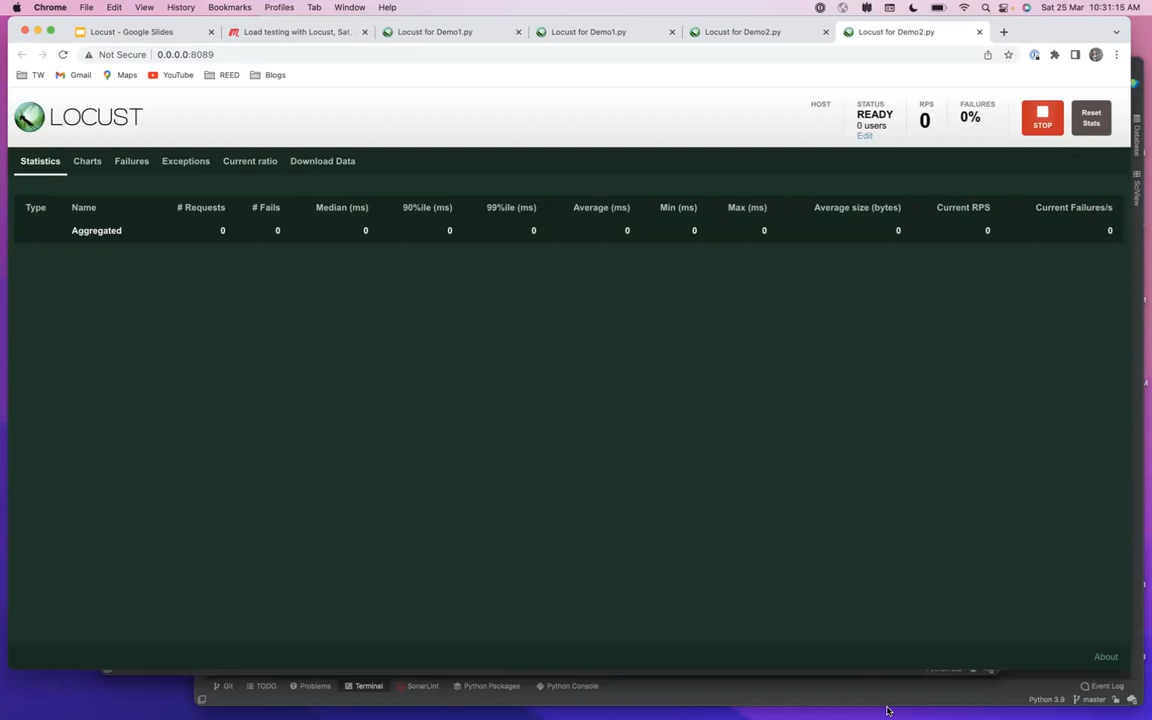 Chrome File Edit View History Bookmarks Profiles Tab Window Help Sat 25 Mar 10:31:15 AM
Locust - Google Slides Load testing with Locust, Sat, Locust for Demo1.py Locust for Demo1.py Locust for Demo2.py Locust for Demo2.py
Not Secure 0.0.0.0:8089
TW Gmail Maps YouTube REED Blogs
LOCUST
HOST
STATUS
READY
0 users
Edit
RPS
0
FAILURES
0%
STOP
Reset
Stats
Statistics Charts Failures Exceptions Current ratio Download Data
Type Name # Requests # Fails Median (ms) 90%ile (ms) 99%ile (ms) Average (ms) Min (ms) Max (ms) Average size (bytes) Current RPS Current Failures/s
Aggregated 0 0 0 0 0 0 0 0 0 0 0
About
Git TODO Problems Terminal SonarLint Python Packages Python Console Event Log
Python 3.9 master
Database
SciView